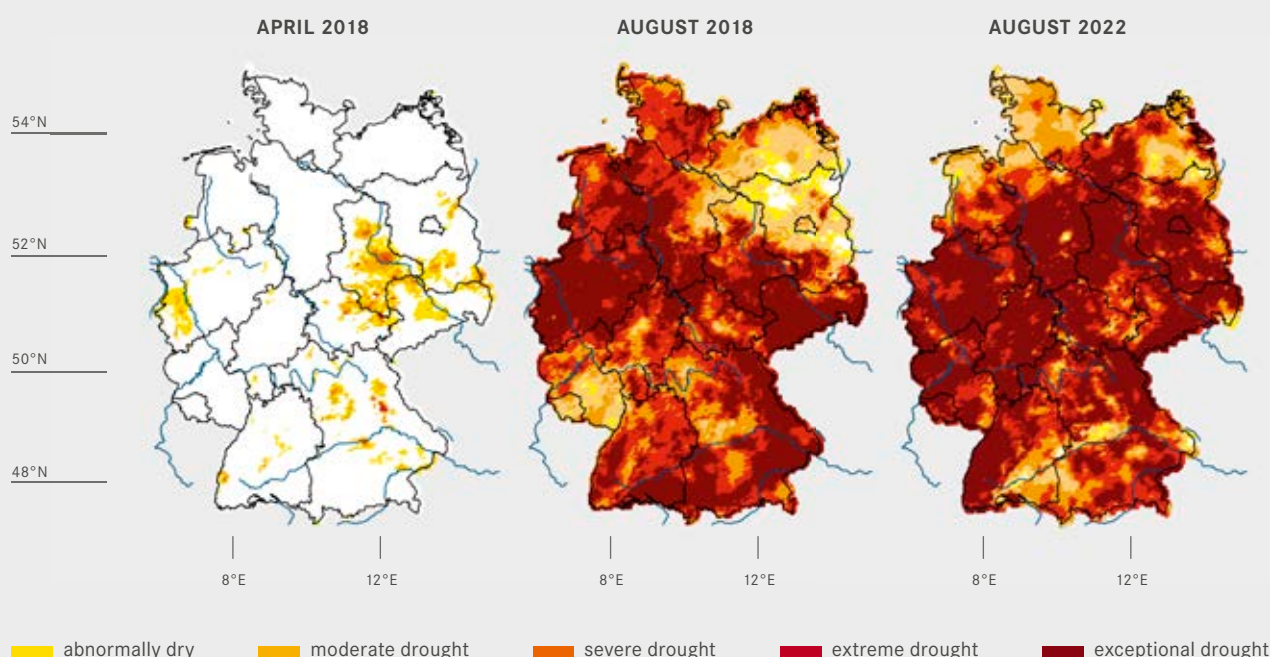 APRIL 2018 AUGUST 2018 AUGUST 2022
54°N
52°N
50°N
48°N
8°E 12°E 8°E 12°E 8°E 12°E
abnormally dry moderate drought severe drought extreme drought exceptional drought